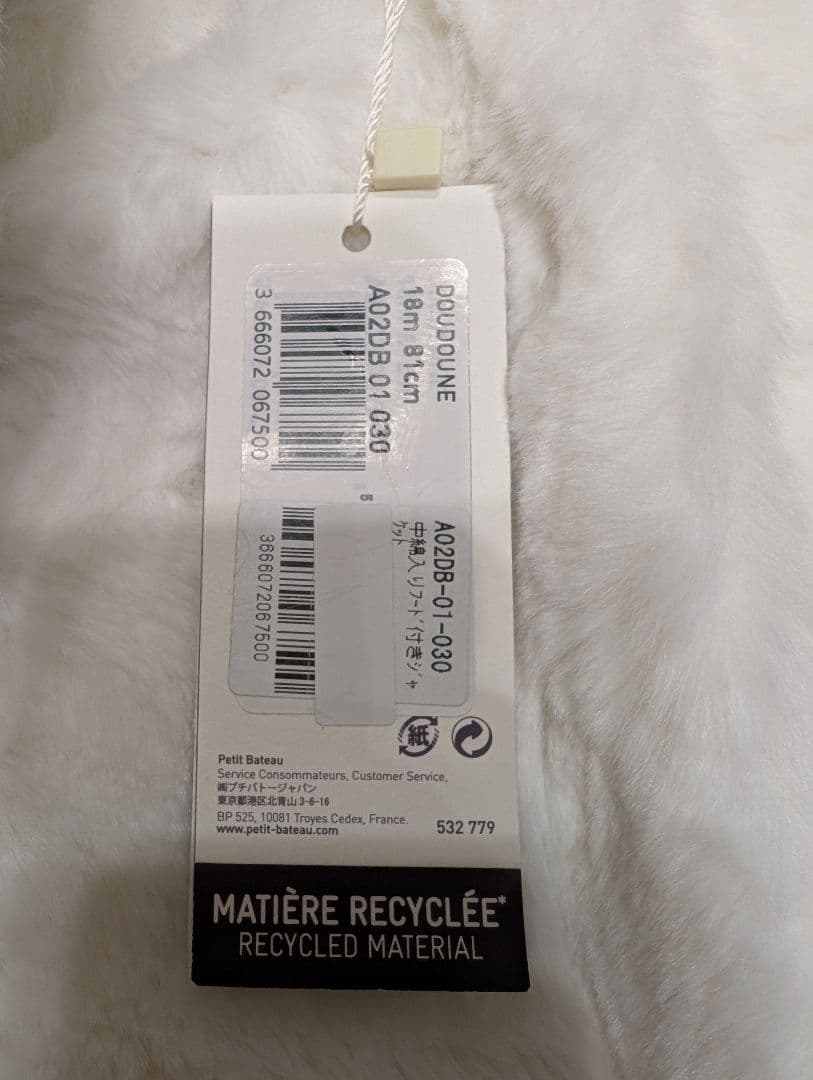 DOUDOUNE
18m 81cm
A02DB 01 030
3 666072 067500
A02DB-01-030
中綿入りﾌｰﾄﾞ付きｼﾞｬ
ｹｯﾄ
3666072067500
紙
Petit Bateau
Service Consommateurs, Customer Service,
㈱プチバトージャパン
東京都港区北青山 3-6-16
BP 525, 10081 Troyes Cedex, France.
www.petit-bateau.com
532 779
MATIÈRE RECYCLÉE*
RECYCLED MATERIAL